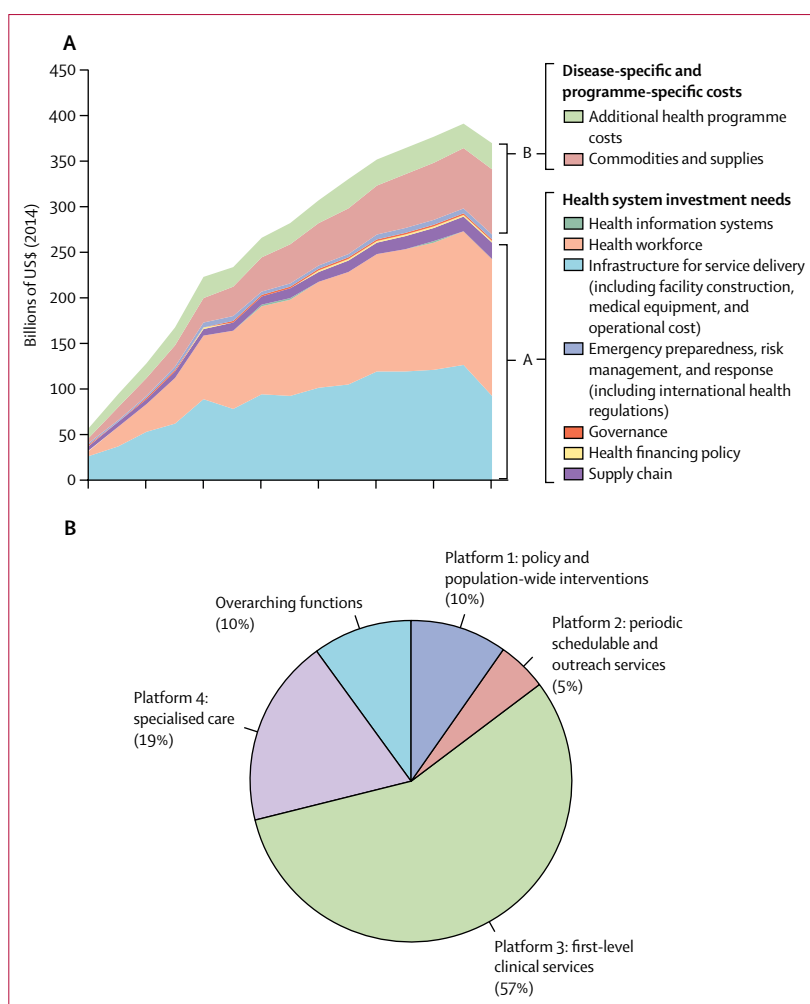 A
450
400
350
300
250
200
150
100
50
0
Billions of US$ (2014)
B
A
Disease-specific and
programme-specific costs
Additional health programme
costs
Commodities and supplies
Health system investment needs
Health information systems
Health workforce
Infrastructure for service delivery
(including facility construction,
medical equipment, and
operational cost)
Emergency preparedness, risk
management, and response
(including international health
regulations)
Governance
Health financing policy
Supply chain
B
Platform 1: policy and
population-wide interventions
(10%)
Overarching functions
(10%)
Platform 2: periodic
schedulable and
outreach services
(5%)
Platform 4:
specialised care
(19%)
Platform 3: first-level
clinical services
(57%)